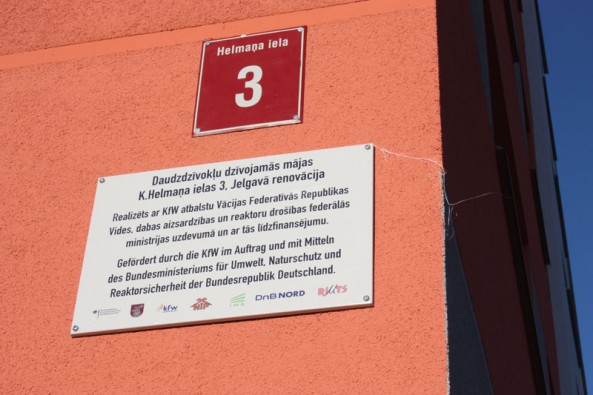 Helmaņa iela
3
Daudzdzīvokļu dzīvojamās mājas
K.Helmaņa ielas 3, Jelgavā renovācija
Realizēts ar KfW atbalstu Vācijas Federatīvās Republikas
Vides, dabas aizsardzības un reaktoru drošības federālās
ministrijas uzdevumā un ar tās līdzfinansējumu.
Gefördert durch die KfW im Auftrag und mit Mitteln
des Bundesministeriums für Umwelt, Naturschutz und
Reaktorsicherheit der Bundesrepublik Deutschland.
kfw DnB NORD